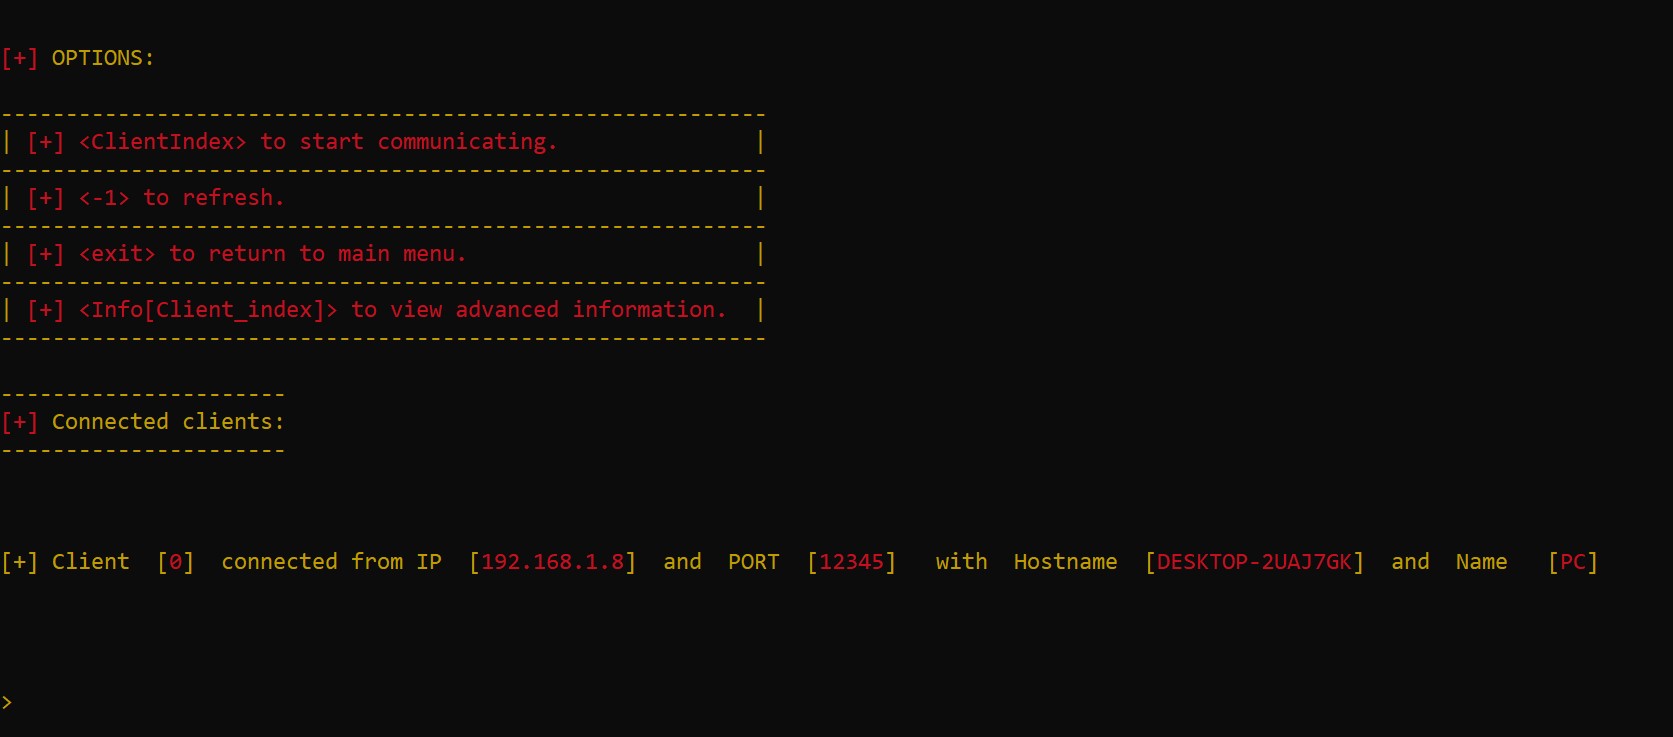 [+] OPTIONS:
-----------------------------------------------------------
| [+] <ClientIndex> to start communicating.               |
-----------------------------------------------------------
| [+] <-1> to refresh.                                    |
-----------------------------------------------------------
| [+] <exit> to return to main menu.                      |
-----------------------------------------------------------
| [+] <Info[Client_index]> to view advanced information.  |
-----------------------------------------------------------
----------------------
[+] Connected clients:
----------------------
[+] Client  [0]  connected from IP  [192.168.1.8]  and  PORT  [12345]   with  Hostname  [DESKTOP-2UAJ7GK]  and  Name   [PC]
>